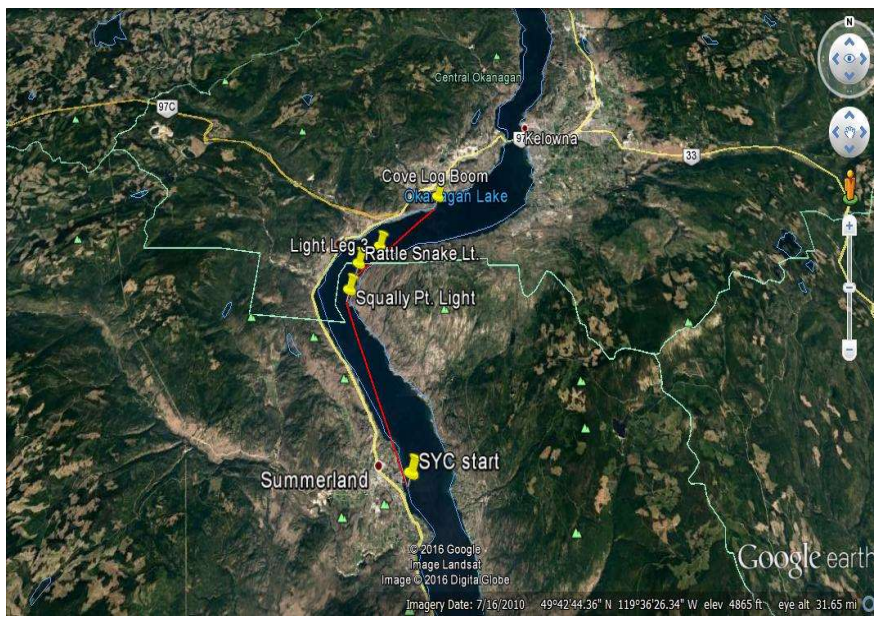 N
Central Okanagan
97C
97
Kelowna
33
Cove Log Boom
Okanagan Lake
Light Leg 3
Rattle Snake Lt.
Squally Pt. Light
SYC start
Summerland
© 2016 Google
Image Landsat
Image © 2016 DigitalGlobe
Google earth
Imagery Date: 7/16/2010 49°42'44.36" N 119°36'26.34" W elev 4865 ft eye alt 31.65 mi